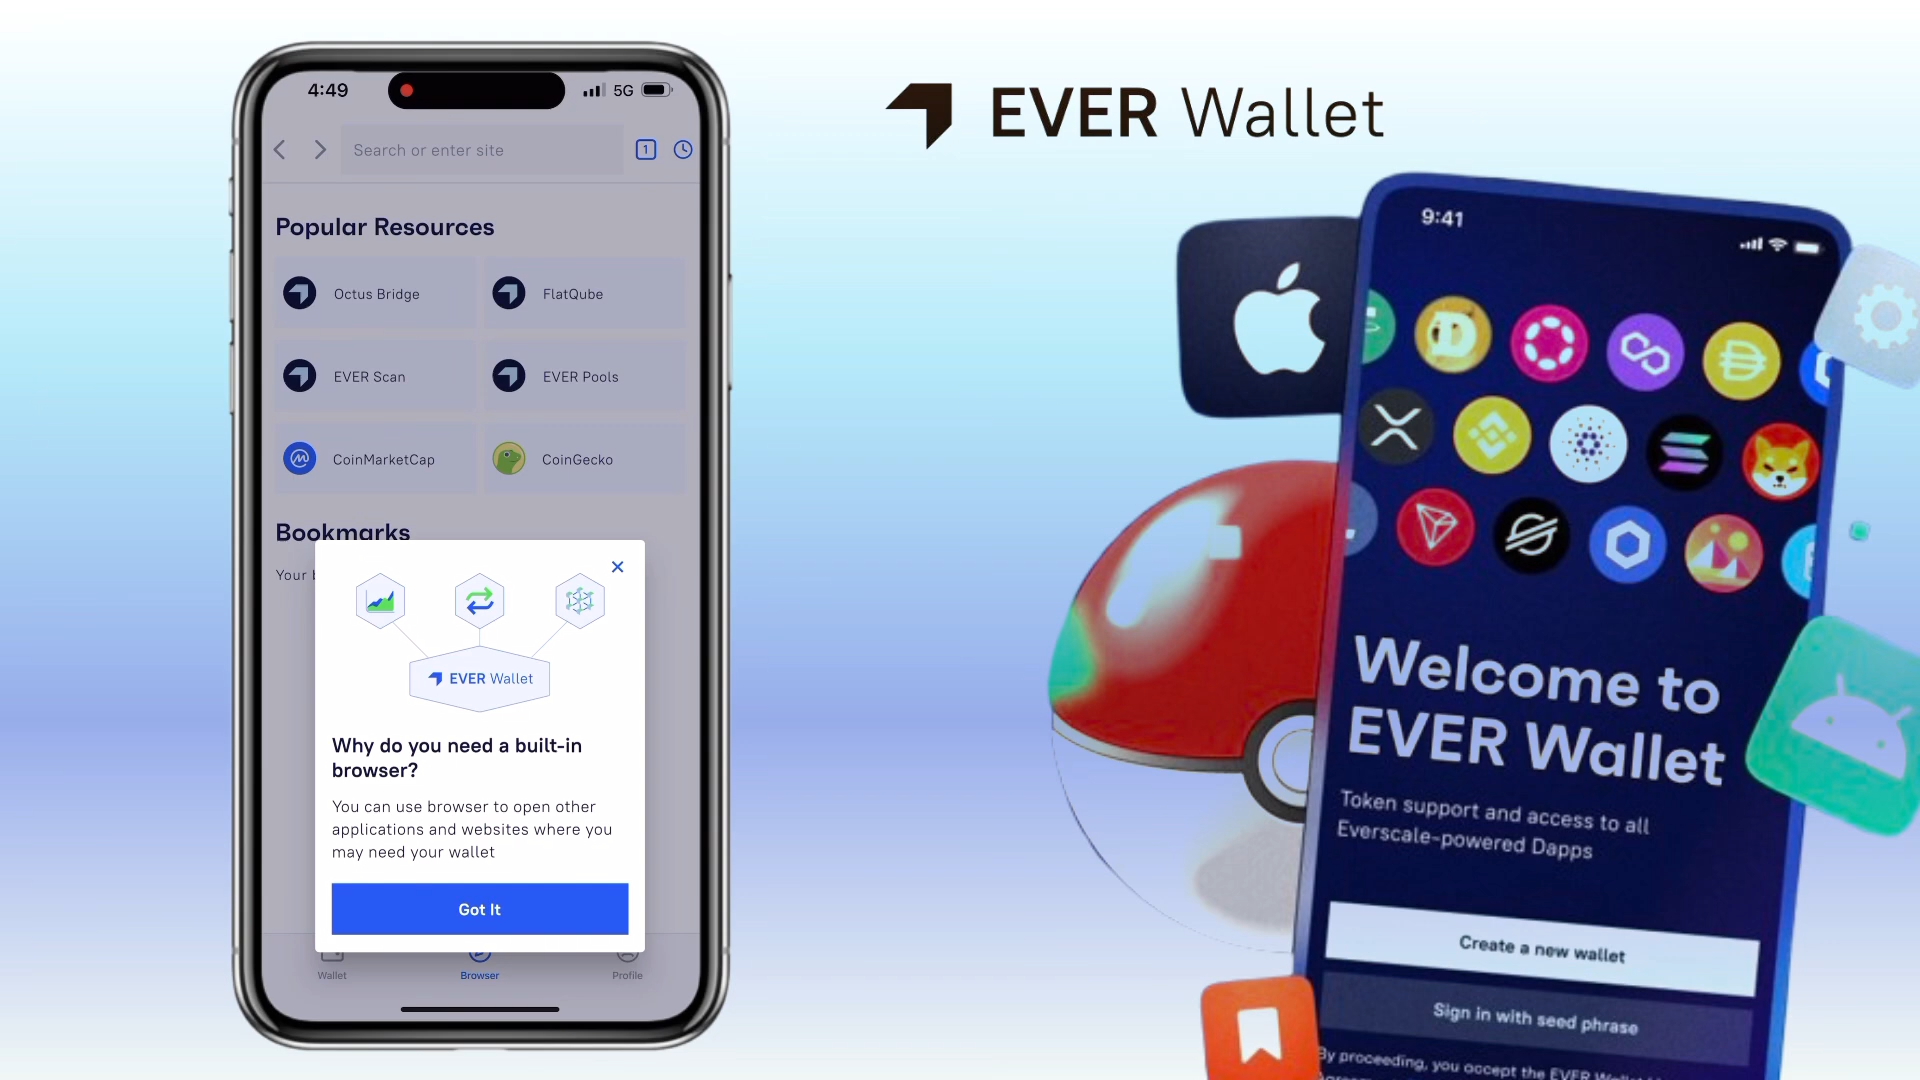 4:49
5G
Search or enter site
1
Popular Resources
Octus Bridge
FlatQube
EVER Scan
EVER Pools
CoinMarketCap
CoinGecko
Bookmarks
Your
EVER Wallet
Why do you need a built-in
browser?
You can use browser to open other
applications and websites where you
may need your wallet
Got It
Wallet
Browser
Profile
EVER Wallet
9:41
Welcome to
EVER Wallet
Token support and access to all
Everscale-powered Dapps
Create a new wallet
Sign in with seed phrase
By proceeding, you accept the EVER